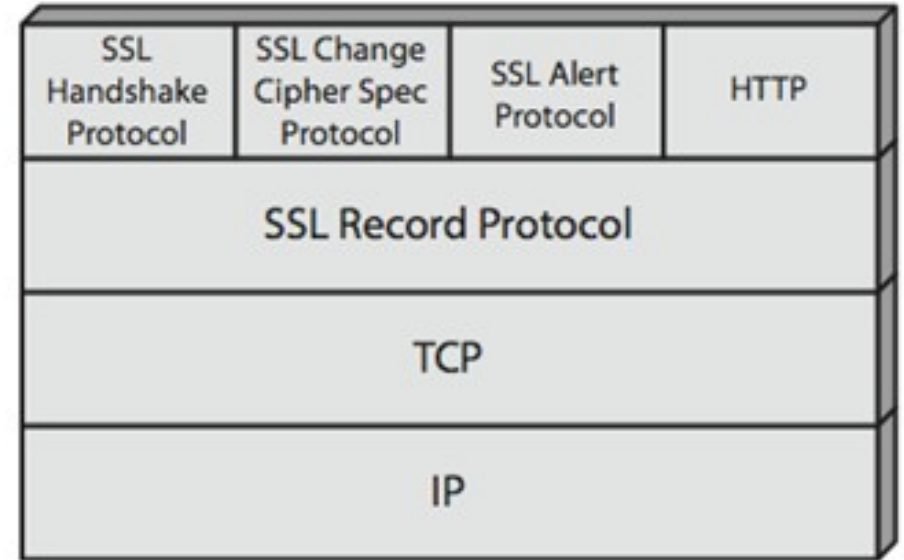 SSL
Handshake
Protocol
SSL Change
Cipher Spec
Protocol
SSL Alert
Protocol
HTTP
SSL Record Protocol
TCP
IP